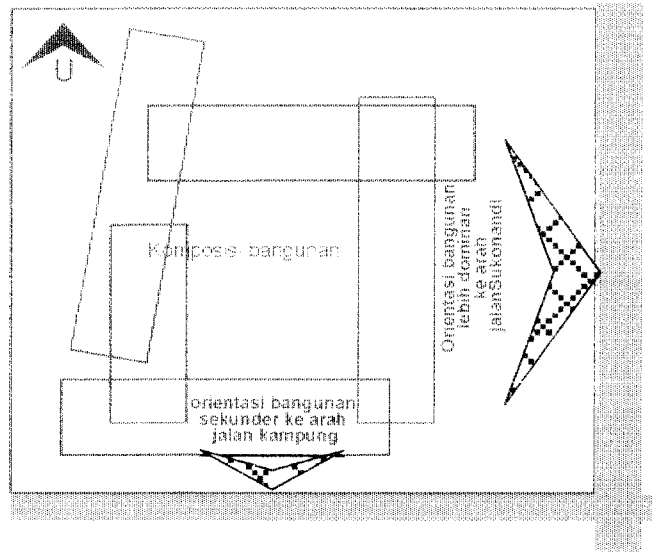 U
Komposisi bangunan
Orientasi bangunan
lebih dominan
ke arah
jalanSukonandi
orientasi bangunan
sekunder ke arah
jalan kampung